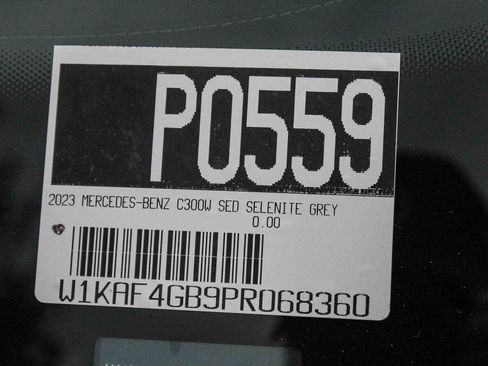 P0559
2023 MERCEDES-BENZ C300W SED SELENITE GREY
0.00
W1KAF4GB9PR068360